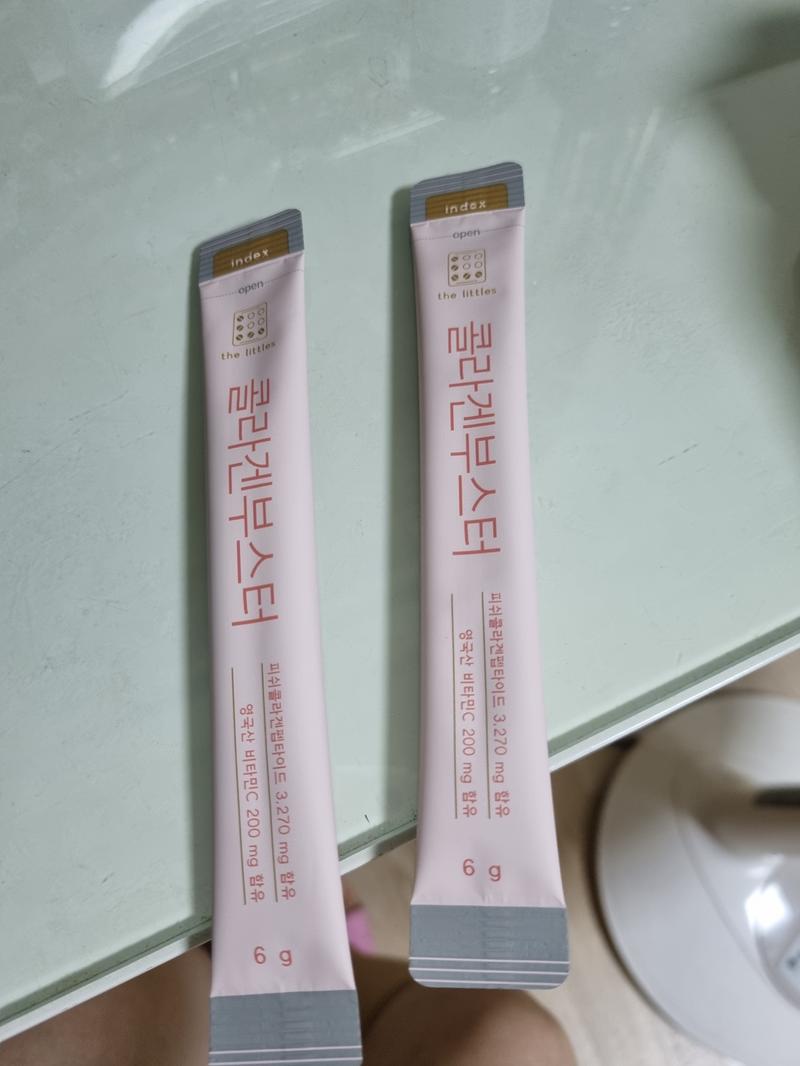 index
open
the littles
콜라겐부스터
피쉬콜라겐펩타이드 3,270 mg 함유
영국산 비타민C 200 mg 함유
6 g
index
open
the littles
콜라겐부스터
피쉬콜라겐펩타이드 3,270 mg 함유
영국산 비타민C 200 mg 함유
6 g